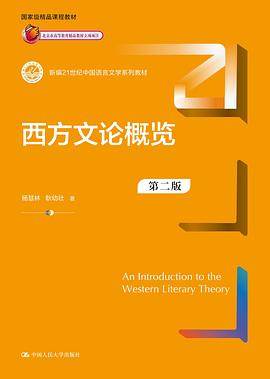 国家级精品课程教材
北京市高等教育精品教材立项项目
新编21世纪中国语言文学系列教材
西方文论概览
第二版
杨慧林 耿幼壮 著
An Introduction to the
Western Literary Theory
中国人民大学出版社